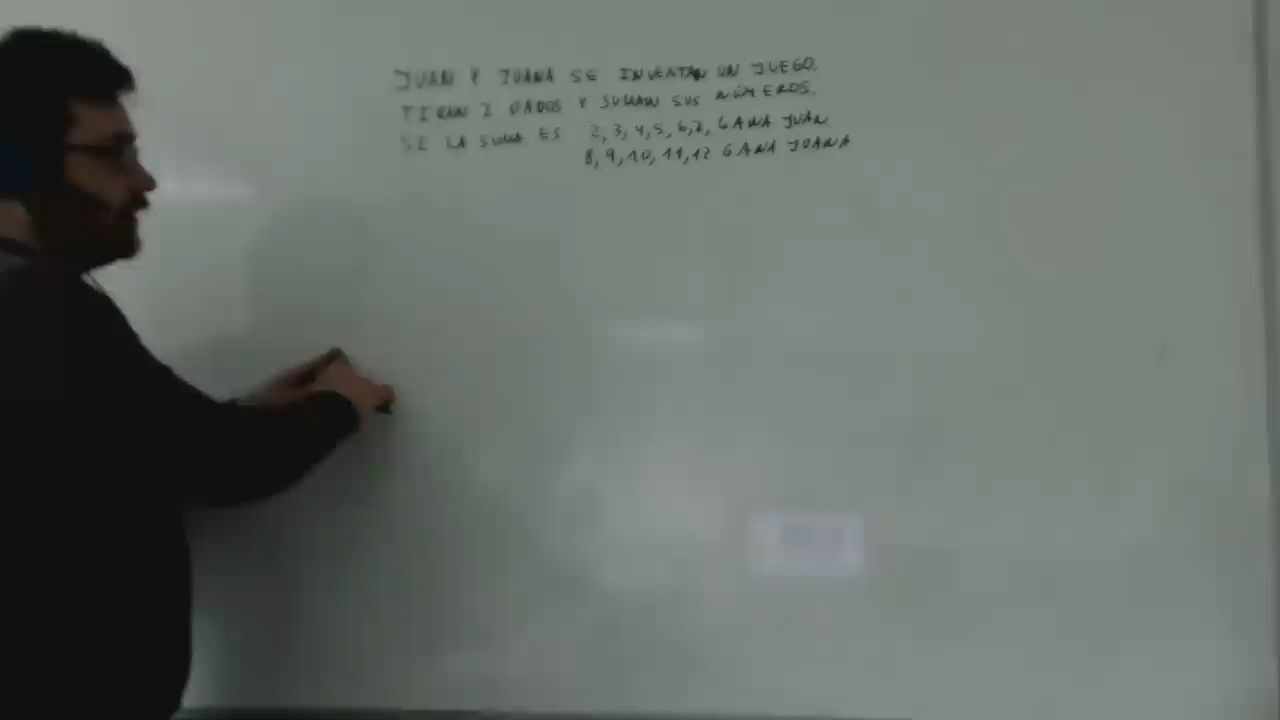 JUAN Y JUANA SE INVENTAN UN JUEGO.
TIRAN 2 DADOS Y SUMAN SUS NÚMEROS.
SI LA SUMA ES 2, 3, 4, 5, 6, 7, GANA JUAN
8, 9, 10, 11, 12 GANA JUANA